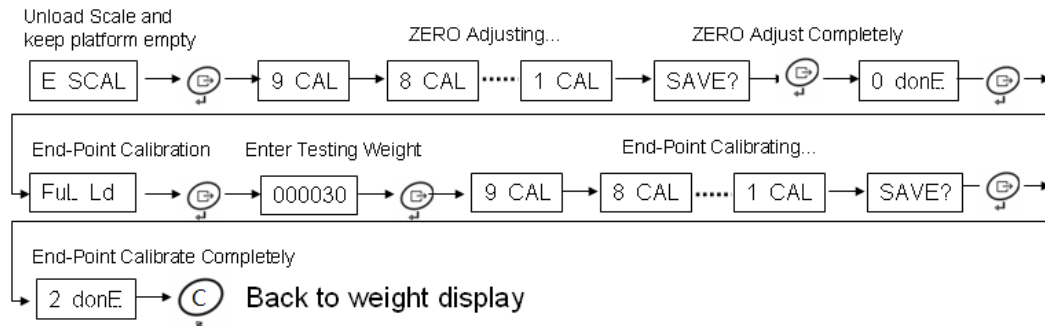 Unload Scale and
keep platform empty
ZERO Adjusting...
ZERO Adjust Completely
E SCAL 9 CAL 8 CAL 1 CAL SAVE? 0 donE
End-Point Calibration Enter Testing Weight End-Point Calibrating...
FuL Ld 000030 9 CAL 8 CAL 1 CAL SAVE?
End-Point Calibrate Completely
2 donE C Back to weight display